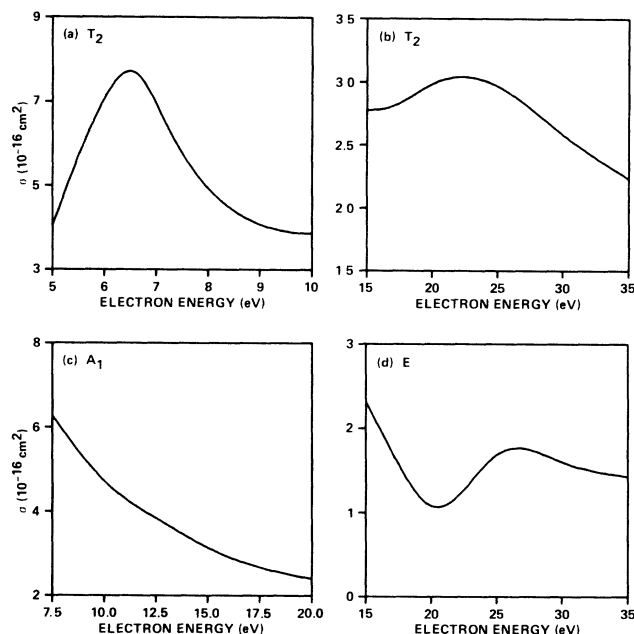 (a) T2
9
7
5
3
σ (10−16 cm2)
5 6 7 8 9 10
ELECTRON ENERGY (eV)
(b) T2
3 5
3.0
2.5
2 0
1 5
15 20 25 30 35
ELECTRON ENERGY (eV)
(c) A1
8
6
4
2
σ (10−16 cm2)
7.5 10.0 12.5 15.0 17.5 20.0
ELECTRON ENERGY (eV)
(d) E
3
2
1
0
15 20 25 30 35
ELECTRON ENERGY (eV)